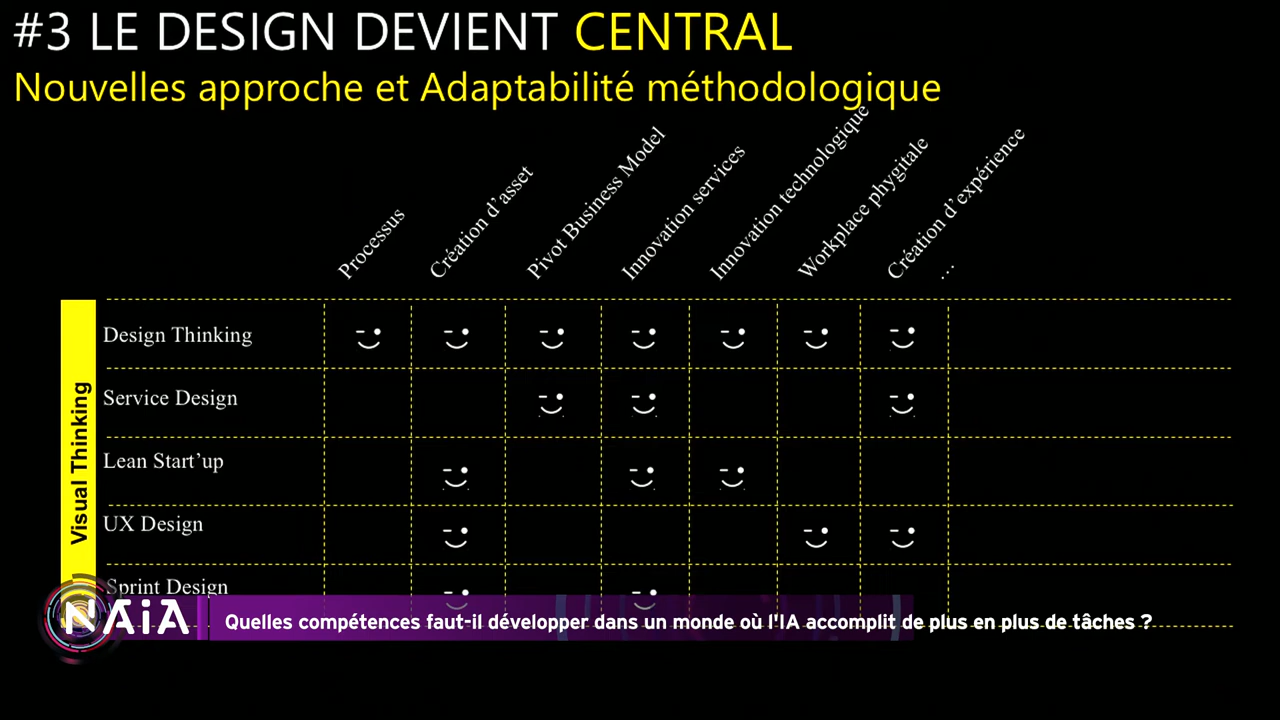 #3 LE DESIGN DEVIENT CENTRAL
Nouvelles approche et Adaptabilité méthodologique
Processus
Création d’asset
Pivot Business Model
Innovation services
Innovation technologique
Workplace phygitale
Création d’expérience
...
Visual Thinking
Design Thinking
Service Design
Lean Start’up
UX Design
Sprint Design
NAiA
Quelles compétences faut-il développer dans un monde où l'IA accomplit de plus en plus de tâches ?